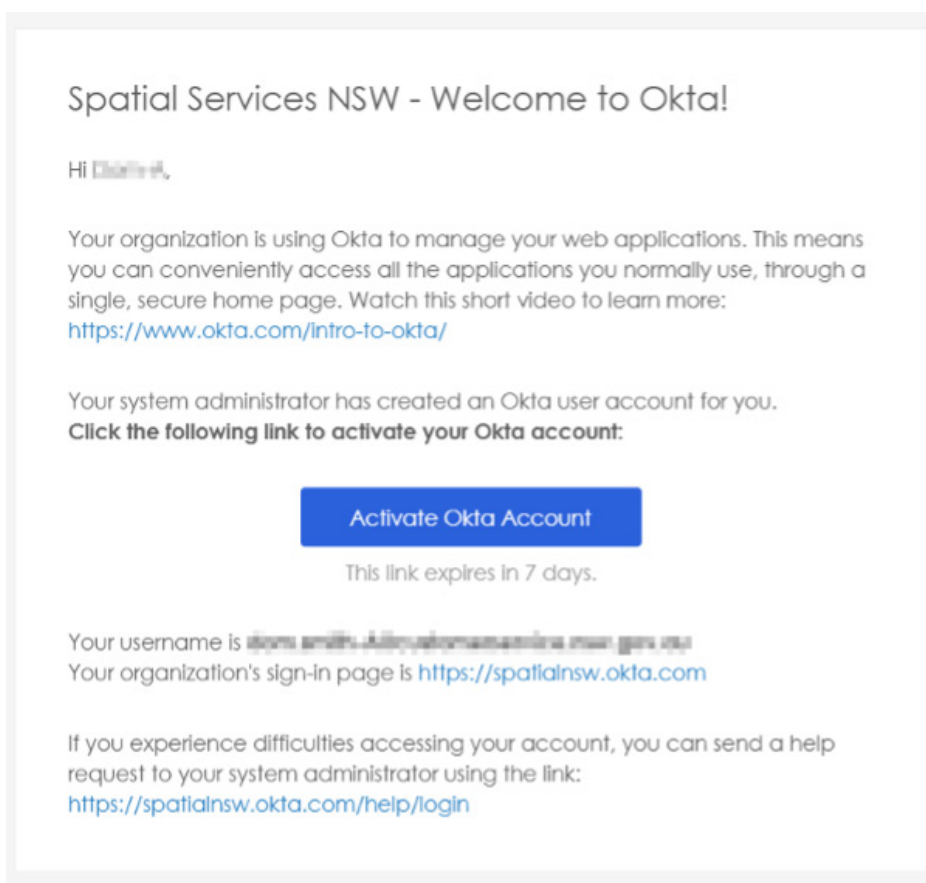 Spatial Services NSW - Welcome to Okta!
Hi
Your organization is using Okta to manage your web applications. This means
you can conveniently access all the applications you normally use, through a
single, secure home page. Watch this short video to learn more:
https://www.okta.com/intro-to-okta/
Your system administrator has created an Okta user account for you.
Click the following link to activate your Okta account:
Activate Okta Account
This link expires in 7 days.
Your username is
Your organization's sign-in page is https://spatialnsw.okta.com
If you experience difficulties accessing your account, you can send a help
request to your system administrator using the link:
https://spatialnsw.okta.com/help/login